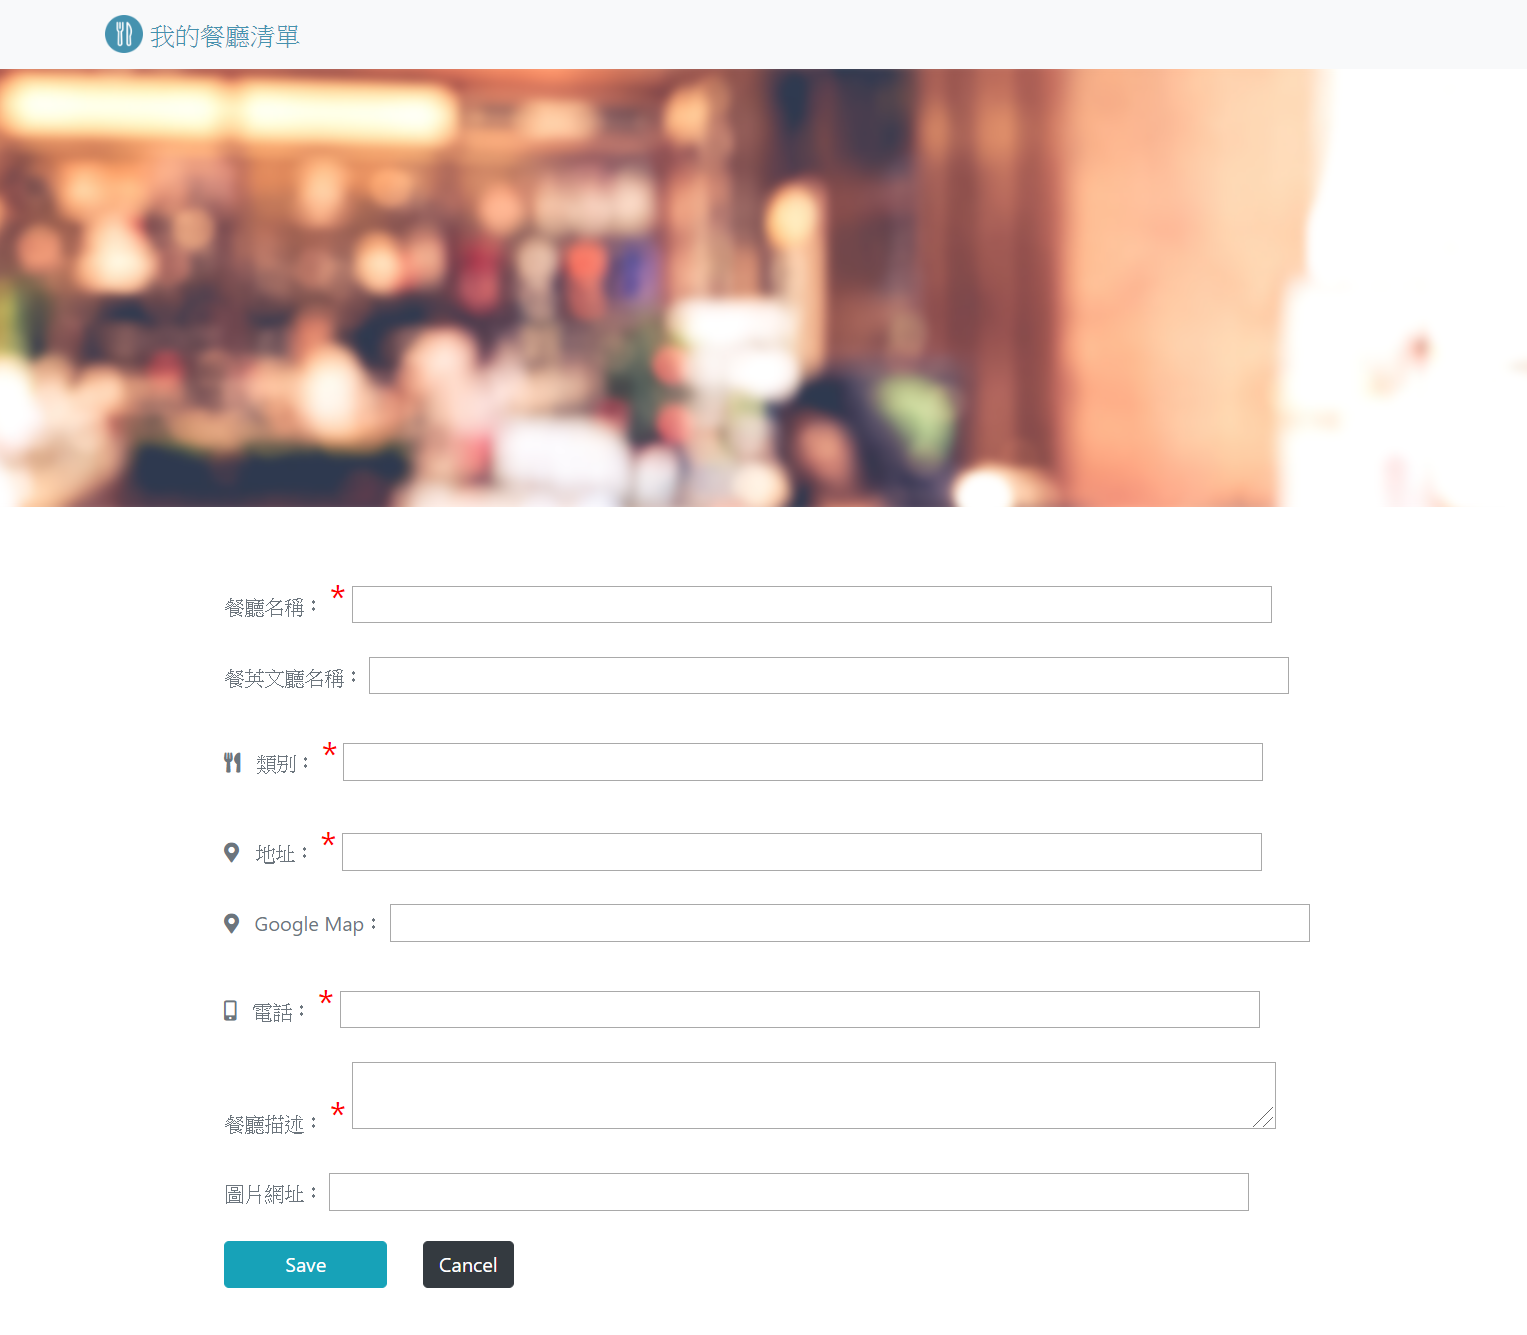 我的餐廳清單
餐廳名稱： *
餐英文廳名稱：
類別： *
地址： *
Google Map：
電話： *
餐廳描述： *
圖片網址：
Save Cancel